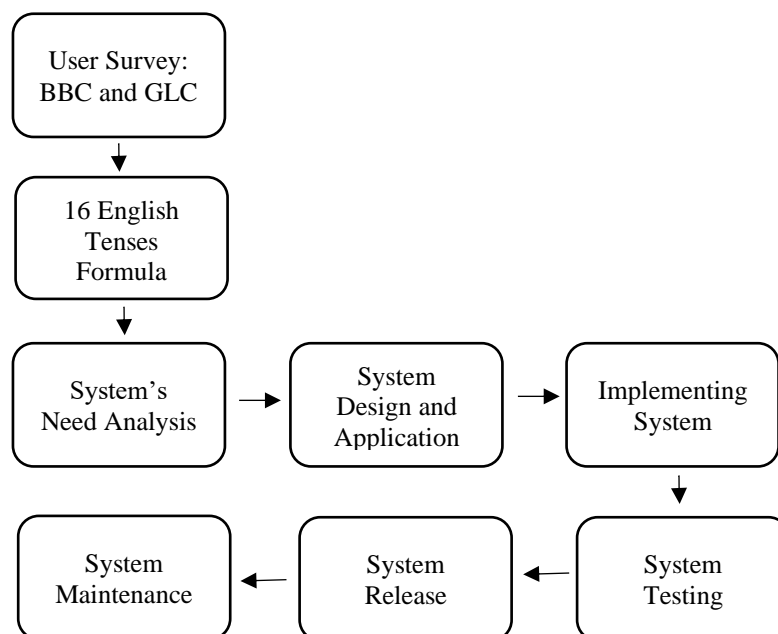 User Survey:
BBC and GLC
16 English
Tenses
Formula
System's
Need Analysis
System
Design and
Application
Implementing
System
System
Testing
System
Release
System
Maintenance